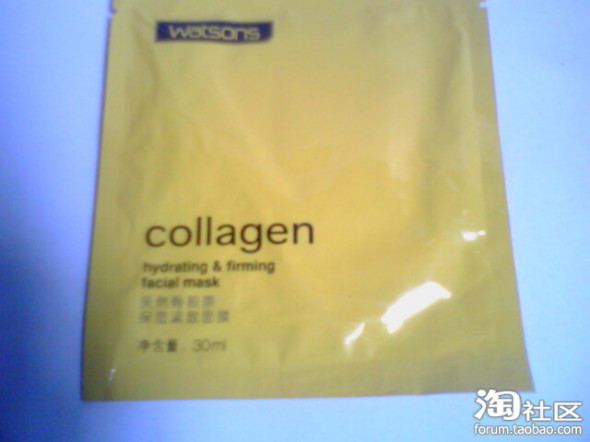 watsons
collagen
hydrating & firming
facial mask
天然骨胶原
保湿紧致面膜
净含量: 30ml
淘社区
forum.taobao.com